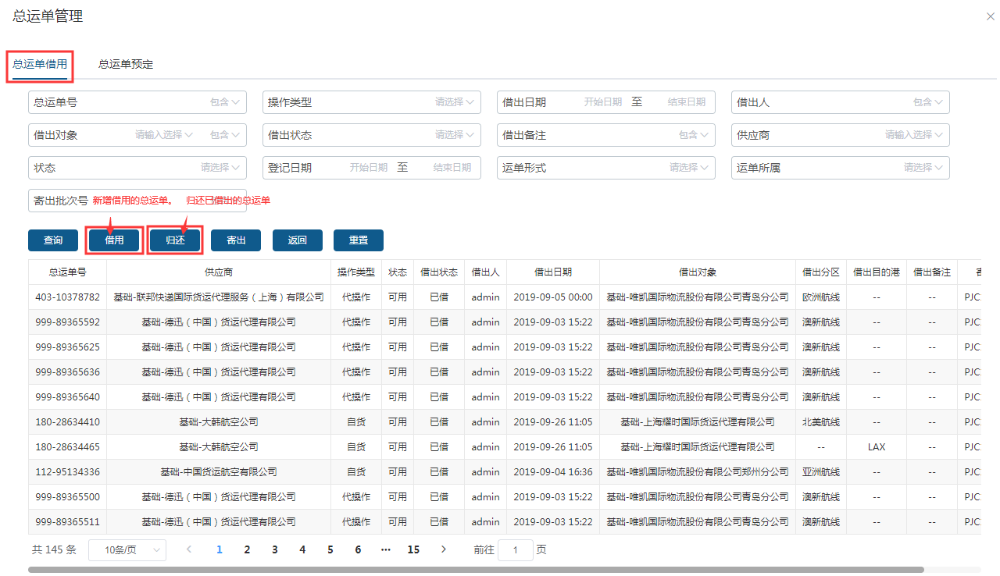 总运单管理
总运单借用 总运单预定
总运单号 包含 操作类型 请选择 借出日期 开始日期 至 结束日期 借出人 包含
借出对象 请输入选择 包含 借出状态 请选择 借出备注 包含 供应商 请输入选择
状态 请选择 登记日期 开始日期 至 结束日期 运单形式 请选择 运单所属 请选择
寄出批次号 新增借用的总运单。 归还已借出的总运单
查询 借用 归还 寄出 返回 重置
总运单号 供应商 操作类型 状态 借出状态 借出人 借出日期 借出对象 借出分区 借出目的港 借出备注
403-10378782 基础-联邦快递国际货运代理服务（上海）有限公司 代操作 可用 已借 admin 2019-09-05 00:00 基础-唯凯国际物流股份有限公司青岛分公司 欧洲航线 -- -- PJC
999-89365592 基础-德迅（中国）货运代理有限公司 代操作 可用 已借 admin 2019-09-03 15:22 基础-唯凯国际物流股份有限公司青岛分公司 澳新航线 -- -- PJC
999-89365625 基础-德迅（中国）货运代理有限公司 代操作 可用 已借 admin 2019-09-03 15:22 基础-唯凯国际物流股份有限公司青岛分公司 澳新航线 -- -- PJC
999-89365636 基础-德迅（中国）货运代理有限公司 代操作 可用 已借 admin 2019-09-03 15:22 基础-唯凯国际物流股份有限公司青岛分公司 澳新航线 -- -- PJC
999-89365640 基础-德迅（中国）货运代理有限公司 代操作 可用 已借 admin 2019-09-03 15:22 基础-唯凯国际物流股份有限公司青岛分公司 澳新航线 -- -- PJC
180-28634410 基础-大韩航空公司 自货 可用 已借 admin 2019-09-26 11:05 基础-上海耀时国际货运代理有限公司 北美航线 -- -- PJC
180-28634465 基础-大韩航空公司 自货 可用 已借 admin 2019-09-26 11:05 基础-上海耀时国际货运代理有限公司 -- LAX -- PJC
112-95134336 基础-中国货运航空有限公司 自货 可用 已借 admin 2019-09-04 16:36 基础-唯凯国际物流股份有限公司郑州分公司 亚洲航线 -- -- PJC
999-89365500 基础-德迅（中国）货运代理有限公司 代操作 可用 已借 admin 2019-09-03 15:22 基础-唯凯国际物流股份有限公司青岛分公司 澳新航线 -- -- PJC
999-89365511 基础-德迅（中国）货运代理有限公司 代操作 可用 已借 admin 2019-09-03 15:22 基础-唯凯国际物流股份有限公司青岛分公司 澳新航线 -- -- PJC
共 145 条 10条/页 1 2 3 4 5 6 ··· 15 前往 1 页